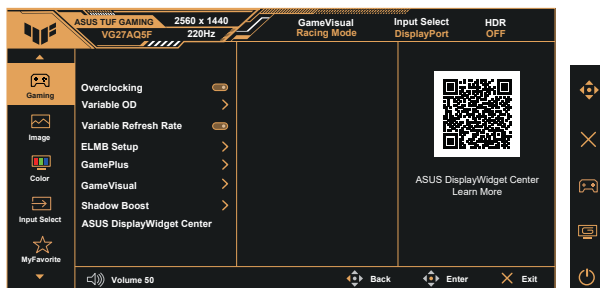 ASUS TUF GAMING 2560 x 1440
VG27AQ5F 220Hz
GameVisual
Racing Mode
Input Select
DisplayPort
HDR
OFF
Gaming
Image
Color
Input Select
MyFavorite
Overclocking
Variable OD
Variable Refresh Rate
ELMB Setup
GamePlus
GameVisual
Shadow Boost
ASUS DisplayWidget Center
ASUS DisplayWidget Center
Learn More
Volume 50
Back
Enter
Exit